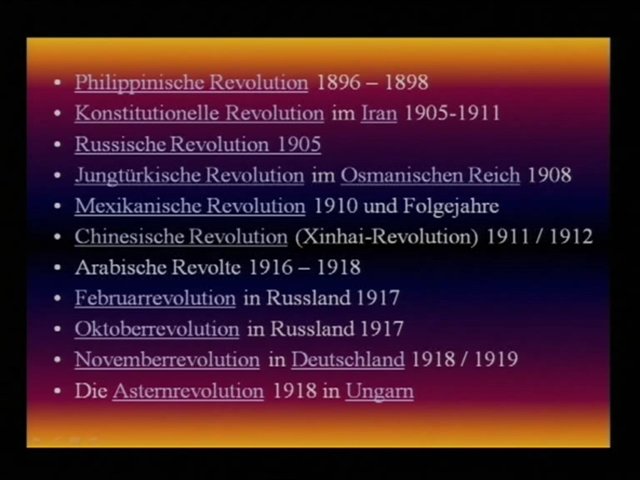 • Philippinische Revolution 1896 – 1898
• Konstitutionelle Revolution im Iran 1905-1911
• Russische Revolution 1905
• Jungtürkische Revolution im Osmanischen Reich 1908
• Mexikanische Revolution 1910 und Folgejahre
• Chinesische Revolution (Xinhai-Revolution) 1911 / 1912
• Arabische Revolte 1916 – 1918
• Februarrevolution in Russland 1917
• Oktoberrevolution in Russland 1917
• Novemberrevolution in Deutschland 1918 / 1919
• Die Asternrevolution 1918 in Ungarn